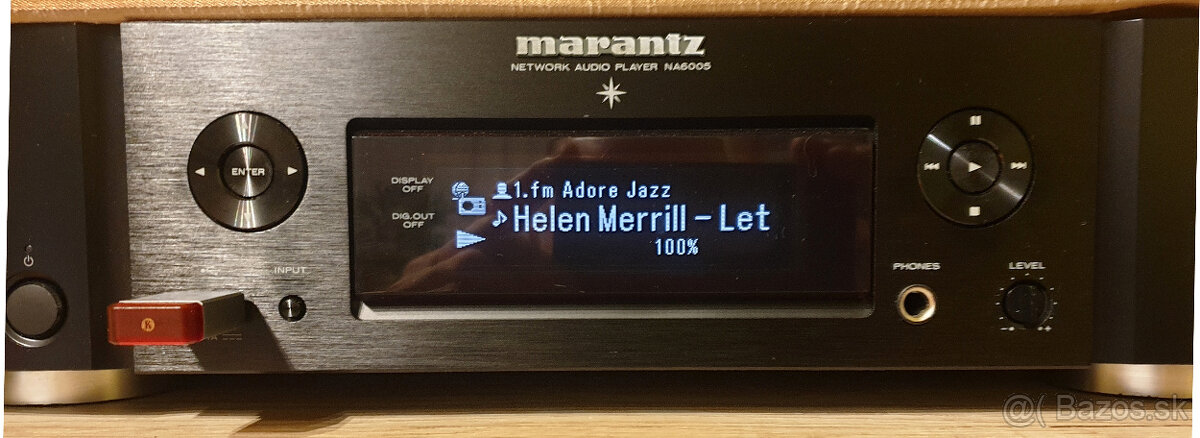 marantz
NETWORK AUDIO PLAYER NA6005
ENTER
DISPLAY
OFF
DIG.OUT
OFF
1.fm Adore Jazz
Helen Merrill - Let
100%
INPUT
PHONES
LEVEL
K
@( Bazos.sk